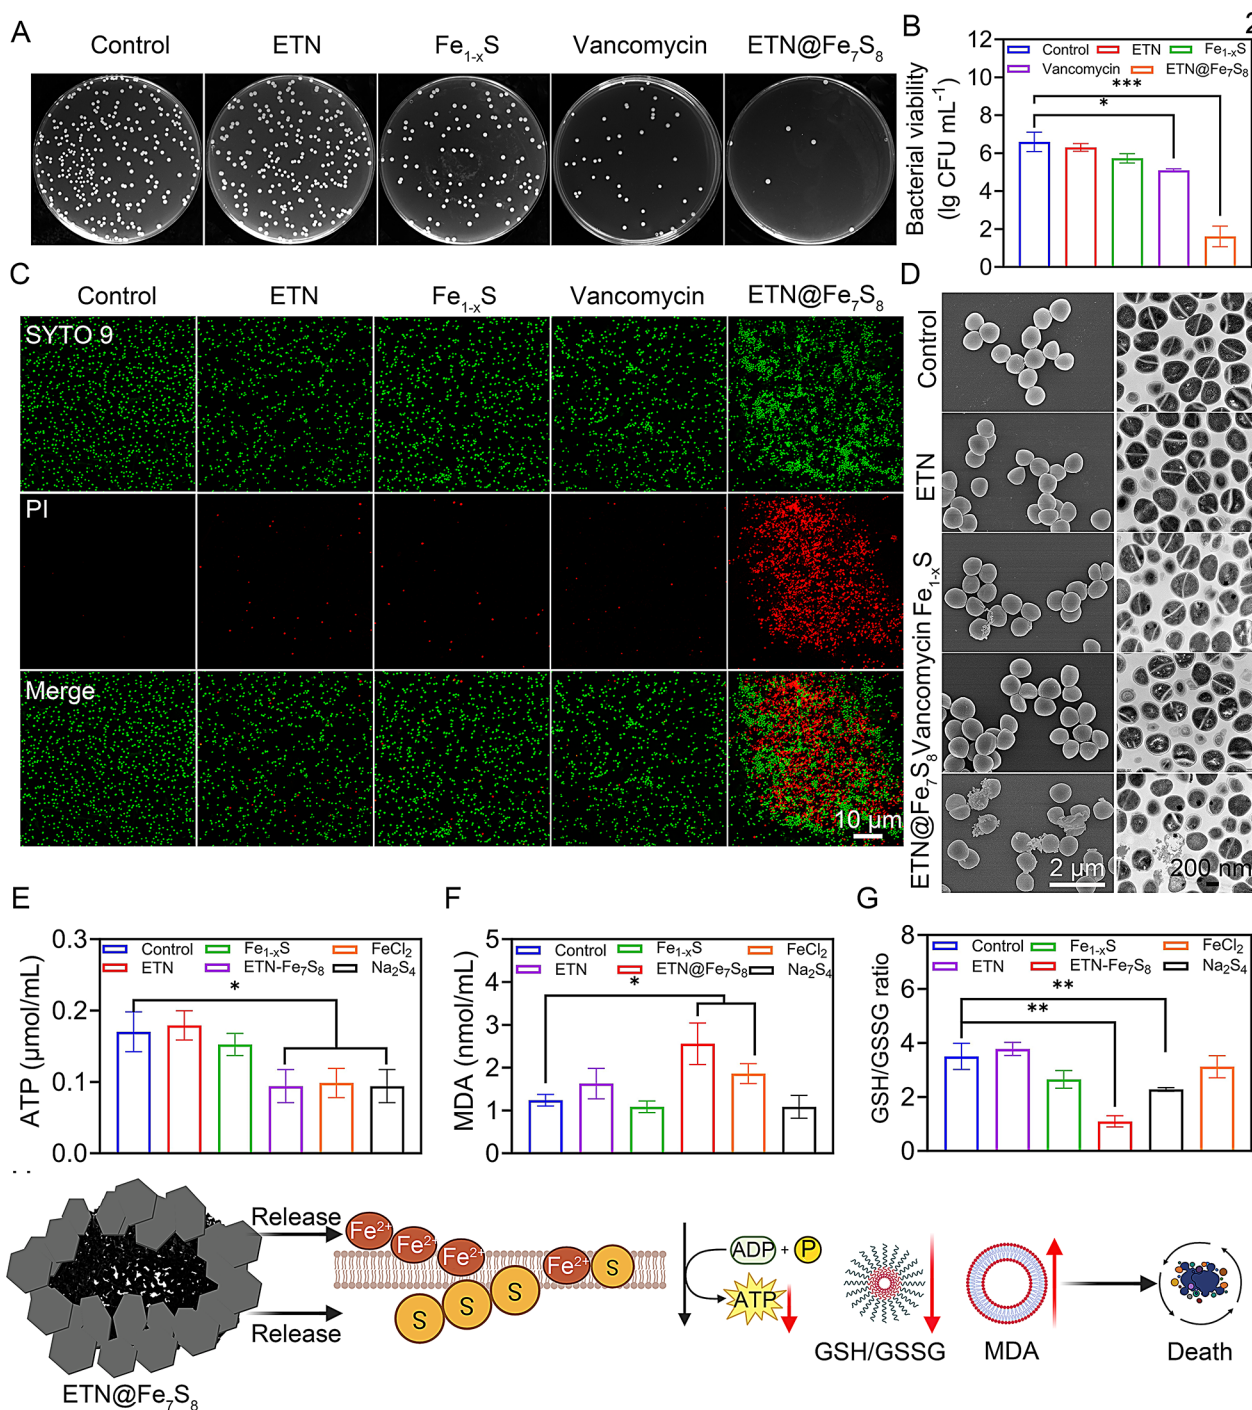 2
A
Control
ETN
Fe1-xS
Vancomycin
ETN@Fe7S8
B
Bacterial viability
(lg CFU mL-1)
12
10
8
6
4
2
0
Control
ETN
Fe1-xS
Vancomycin
ETN@Fe7S8
***
*
C
Control
ETN
Fe1-xS
Vancomycin
ETN@Fe7S8
SYTO 9
PI
Merge
10 µm
D
Control
ETN
Fe1-xS
Vancomycin
ETN@Fe7S8
2 µm
200 nm
E
ATP (µmol/mL)
0.3
0.2
0.1
0.0
Control
Fe1-xS
FeCl2
ETN
ETN-Fe7S8
Na2S4
*
F
MDA (nmol/mL)
5
4
3
2
1
0
Control
Fe1-xS
FeCl2
ETN
ETN@Fe7S8
Na2S4
*
G
GSH/GSSG ratio
8
6
4
2
0
Control
Fe1-xS
FeCl2
ETN
ETN-Fe7S8
Na2S4
**
**
Release
Release
ETN@Fe7S8
Fe2+
Fe2+
Fe2+
Fe2+
S
S
S
S
ADP + P
ATP
GSH/GSSG
MDA
Death